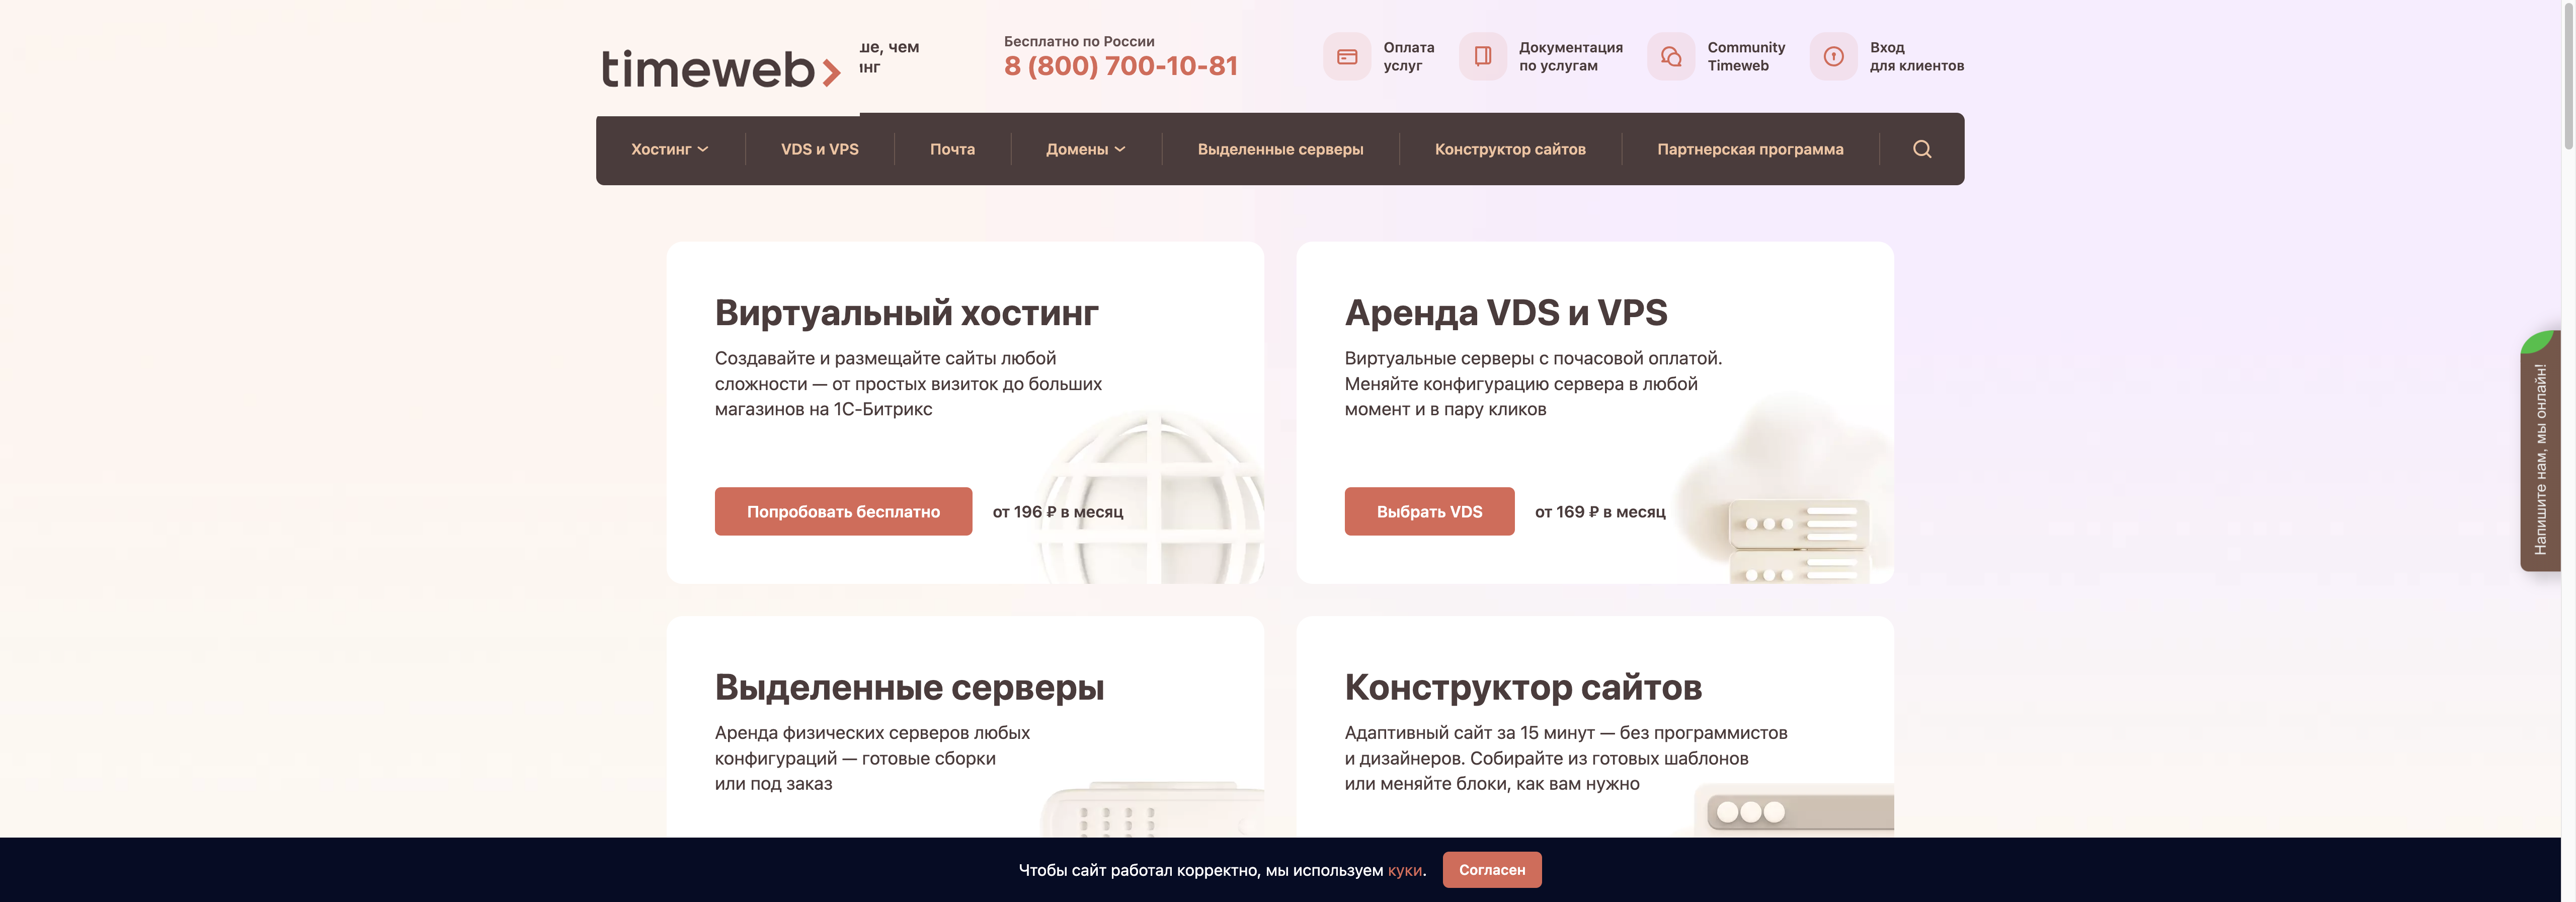 timeweb
ше, чем
нг
Бесплатно по России
8 (800) 700-10-81
Оплата
услуг
Документация
по услугам
Community
Timeweb
Вход
для клиентов
Хостинг
VDS и VPS
Почта
Домены
Выделенные серверы
Конструктор сайтов
Партнерская программа
Виртуальный хостинг
Создавайте и размещайте сайты любой
сложности — от простых визиток до больших
магазинов на 1С-Битрикс
Попробовать бесплатно
от 196 ₽ в месяц
Аренда VDS и VPS
Виртуальные серверы с почасовой оплатой.
Меняйте конфигурацию сервера в любой
момент и в пару кликов
Выбрать VDS
от 169 ₽ в месяц
Напишите нам, мы онлайн!
Выделенные серверы
Аренда физических серверов любых
конфигураций — готовые сборки
или под заказ
Конструктор сайтов
Адаптивный сайт за 15 минут — без программистов
и дизайнеров. Собирайте из готовых шаблонов
или меняйте блоки, как вам нужно
Чтобы сайт работал корректно, мы используем куки.
Согласен